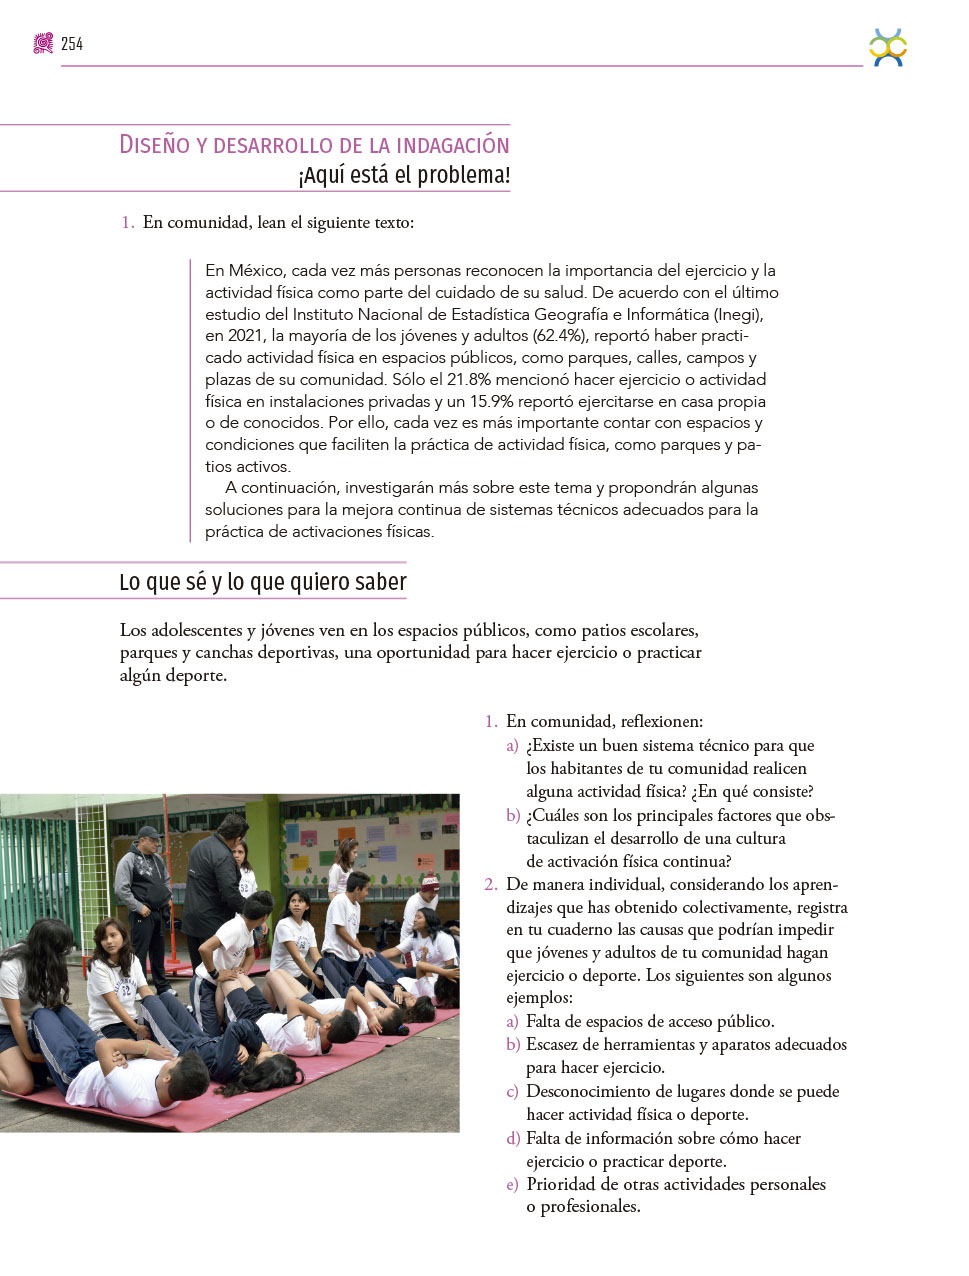 254
Diseño y desarrollo de la indagación
¡Aquí está el problema!
1. En comunidad, lean el siguiente texto:
En México, cada vez más personas reconocen la importancia del ejercicio y la
actividad física como parte del cuidado de su salud. De acuerdo con el último
estudio del Instituto Nacional de Estadística Geografía e Informática (Inegi),
en 2021, la mayoría de los jóvenes y adultos (62.4%), reportó haber practi-
cado actividad física en espacios públicos, como parques, calles, campos y
plazas de su comunidad. Sólo el 21.8% mencionó hacer ejercicio o actividad
física en instalaciones privadas y un 15.9% reportó ejercitarse en casa propia
o de conocidos. Por ello, cada vez es más importante contar con espacios y
condiciones que faciliten la práctica de actividad física, como parques y pa-
tios activos.
A continuación, investigarán más sobre este tema y propondrán algunas
soluciones para la mejora continua de sistemas técnicos adecuados para la
práctica de activaciones físicas.
Lo que sé y lo que quiero saber
Los adolescentes y jóvenes ven en los espacios públicos, como patios escolares,
parques y canchas deportivas, una oportunidad para hacer ejercicio o practicar
algún deporte.
1. En comunidad, reflexionen:
a) ¿Existe un buen sistema técnico para que
los habitantes de tu comunidad realicen
alguna actividad física? ¿En qué consiste?
b) ¿Cuáles son los principales factores que obs-
taculizan el desarrollo de una cultura
de activación física continua?
2. De manera individual, considerando los apren-
dizajes que has obtenido colectivamente, registra
en tu cuaderno las causas que podrían impedir
que jóvenes y adultos de tu comunidad hagan
ejercicio o deporte. Los siguientes son algunos
ejemplos:
a) Falta de espacios de acceso público.
b) Escasez de herramientas y aparatos adecuados
para hacer ejercicio.
c) Desconocimiento de lugares donde se puede
hacer actividad física o deporte.
d) Falta de información sobre cómo hacer
ejercicio o practicar deporte.
e) Prioridad de otras actividades personales
o profesionales.